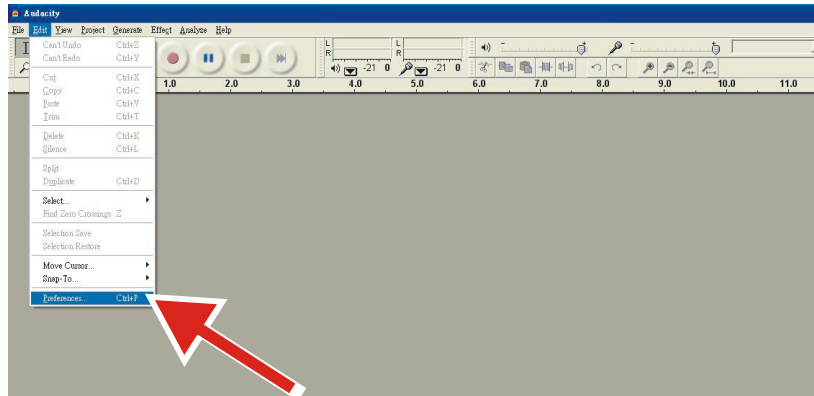 Audacity
File Edit View Project Generate Effect Analyze Help
Can't Undo Ctrl+Z
Can't Redo Ctrl+Y
Cut Ctrl+X
Copy Ctrl+C
Paste Ctrl+V
Trim Ctrl+T
Delete Ctrl+K
Silence Ctrl+L
Split
Duplicate Ctrl+D
Select...
Find Zero Crossings Z
Selection Save
Selection Restore
Move Cursor...
Snap-To...
Preferences... Ctrl+P
L L
R R
-21 0 -21 0
1.0 2.0 3.0 4.0 5.0 6.0 7.0 8.0 9.0 10.0 11.0